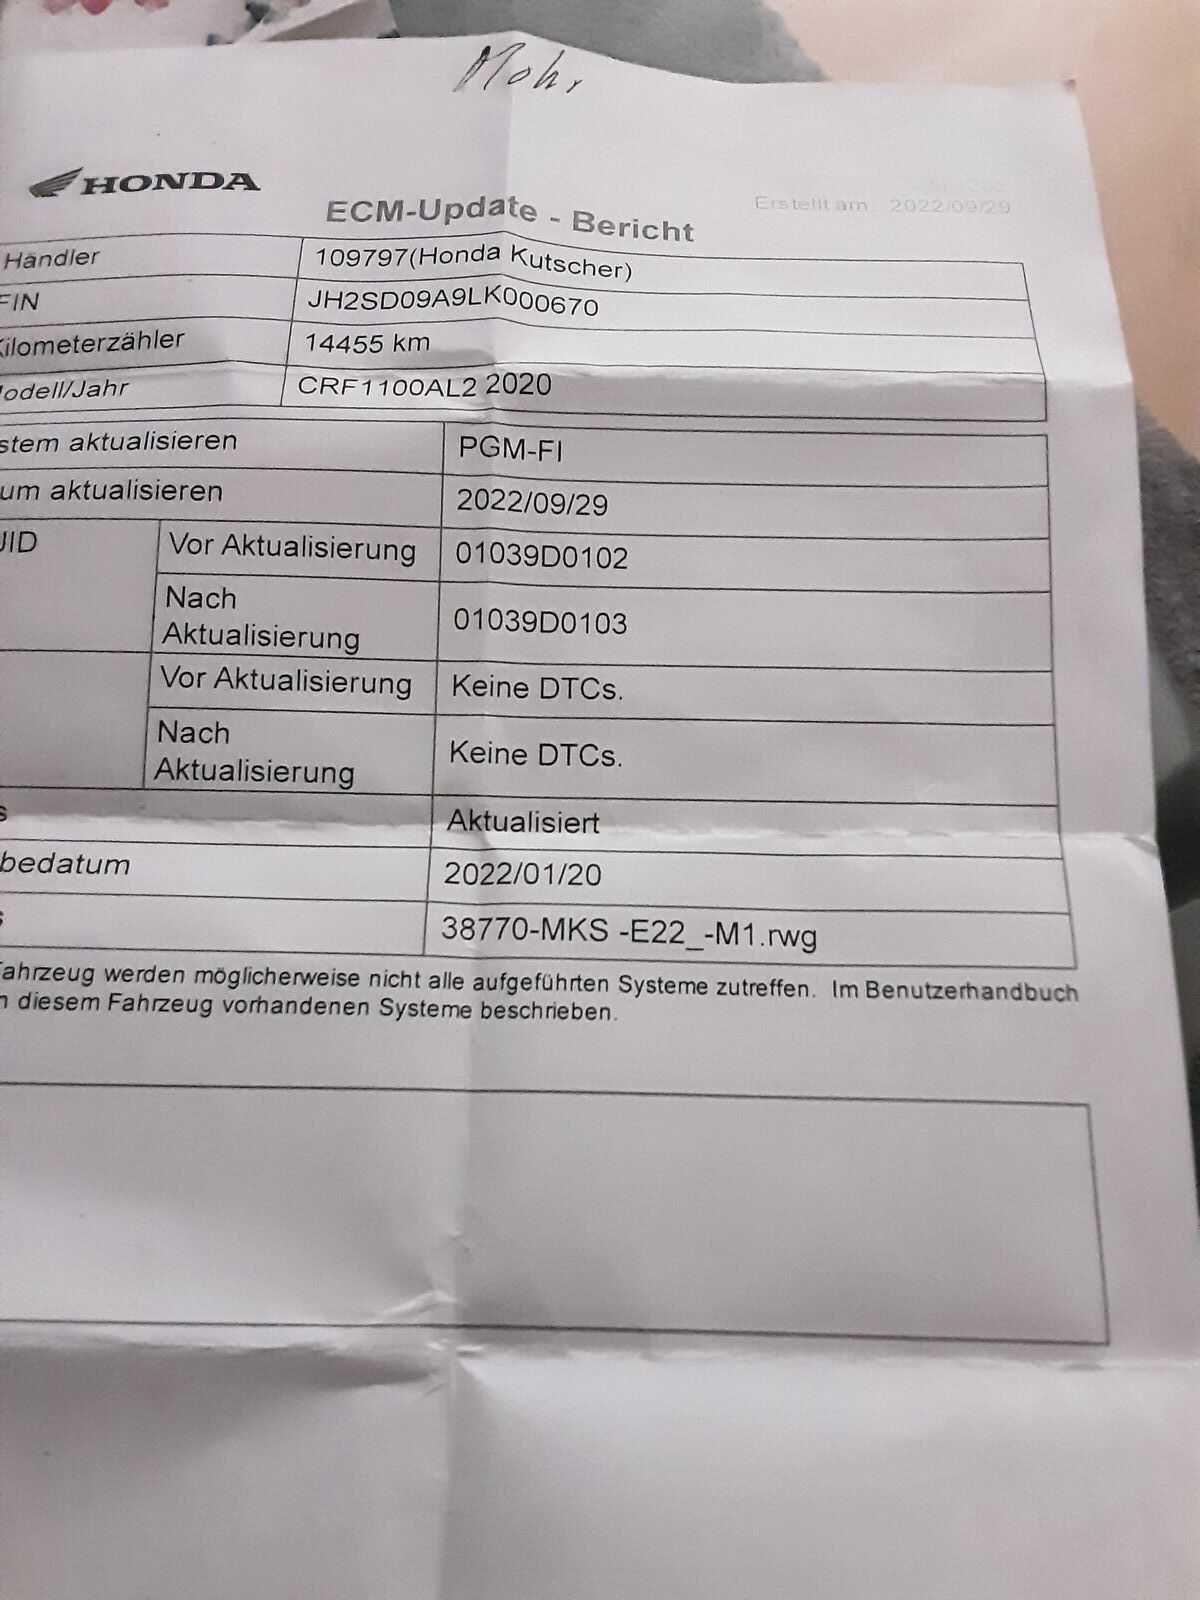 Mohr
HONDA
Erstellt am: 2022/09/29
ECM-Update - Bericht
Händler 109797(Honda Kutscher)
FIN JH2SD09A9LK000670
Kilometerzähler 14455 km
odell/Jahr CRF1100AL2 2020
stem aktualisieren PGM-FI
um aktualisieren 2022/09/29
JID Vor Aktualisierung 01039D0102
Nach
Aktualisierung 01039D0103
Vor Aktualisierung Keine DTCs.
Nach
Aktualisierung Keine DTCs.
s Aktualisiert
bedatum 2022/01/20
s 38770-MKS -E22_-M1.rwg
ahrzeug werden möglicherweise nicht alle aufgeführten Systeme zutreffen. Im Benutzerhandbuch
n diesem Fahrzeug vorhandenen Systeme beschrieben.